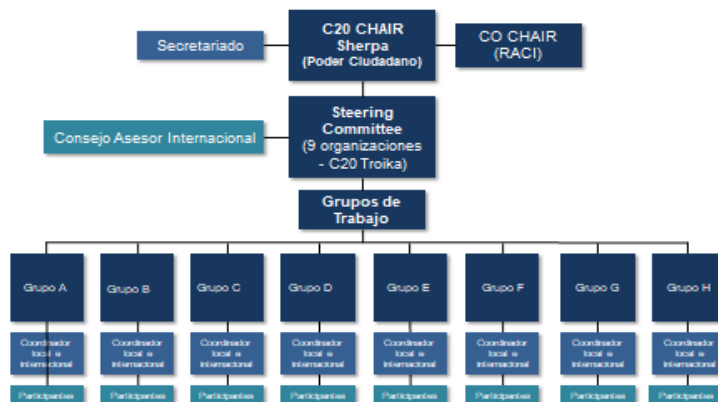 C20 CHAIR
Sherpa
(Poder Ciudadano)
Secretariado
CO CHAIR
(RACI)
Steering
Committee
(9 organizaciones
- C20 Troika)
Consejo Asesor Internacional
Grupos de
Trabajo
Grupo A
Grupo B
Grupo C
Grupo D
Grupo E
Grupo F
Grupo G
Grupo H
Coordinador
local e
internacional
Coordinador
local e
internacional
Coordinador
local e
internacional
Coordinador
local e
internacional
Coordinador
local e
internacional
Coordinador
local e
internacional
Coordinador
local e
internacional
Coordinador
local e
internacional
Participantes
Participantes
Participantes
Participantes
Participantes
Participantes
Participantes
Participantes